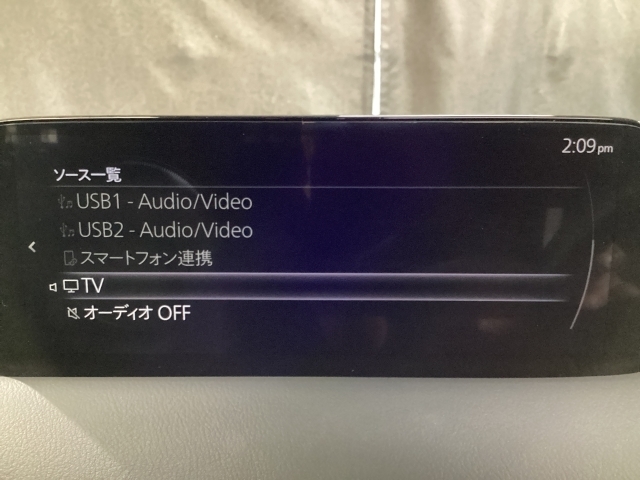 2:09pm
ソース一覧
USB1 - Audio/Video
USB2 - Audio/Video
スマートフォン連携
TV
オーディオ OFF